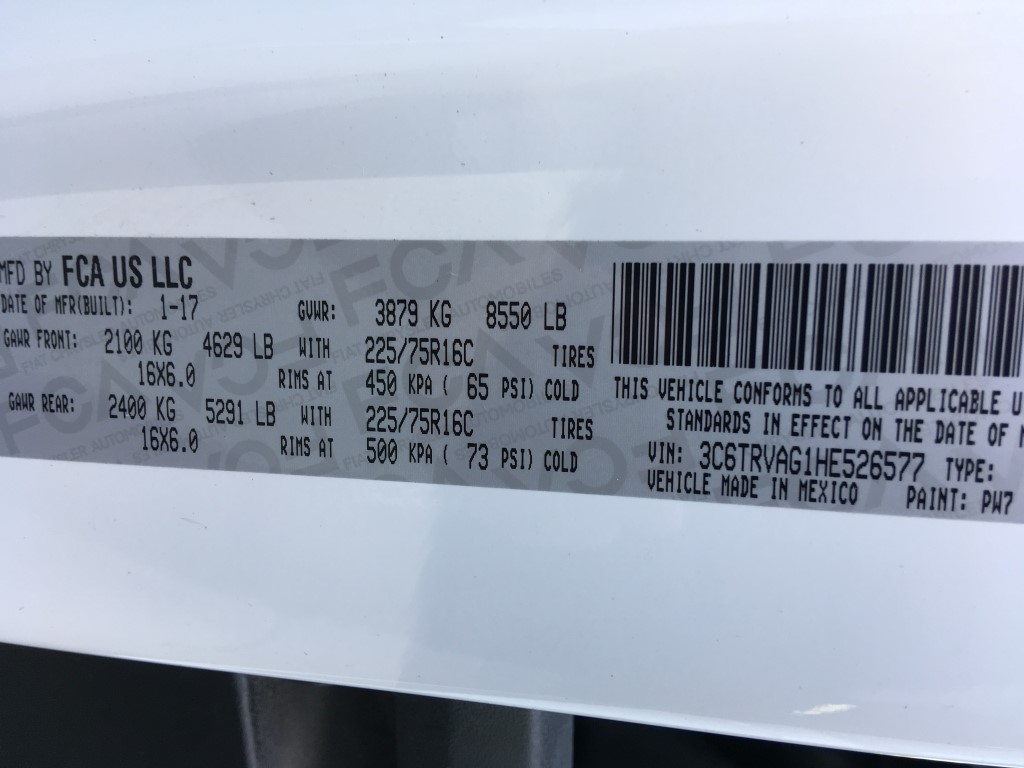 MFD BY FCA US LLC
DATE OF MFR(BUILT): 1-17 GVWR: 3879 KG 8550 LB
GAWR FRONT: 2100 KG 4629 LB WITH 225/75R16C TIRES
16X6.0 RIMS AT 450 KPA ( 65 PSI) COLD
GAWR REAR: 2400 KG 5291 LB WITH 225/75R16C TIRES
16X6.0 RIMS AT 500 KPA ( 73 PSI) COLD
THIS VEHICLE CONFORMS TO ALL APPLICABLE U
STANDARDS IN EFFECT ON THE DATE OF
VIN: 3C6TRVAG1HE526577 TYPE:
VEHICLE MADE IN MEXICO PAINT: PW7